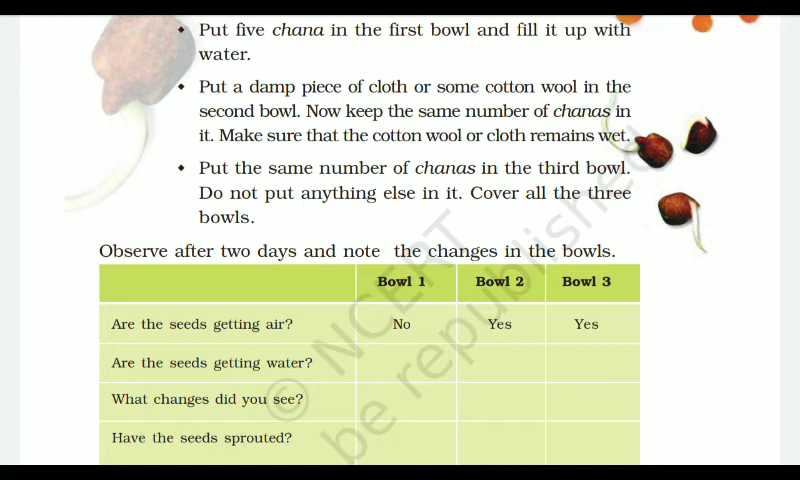 • Put five chana in the first bowl and fill it up with
water.
• Put a damp piece of cloth or some cotton wool in the
second bowl. Now keep the same number of chanas in
it. Make sure that the cotton wool or cloth remains wet.
• Put the same number of chanas in the third bowl.
Do not put anything else in it. Cover all the three
bowls.
Observe after two days and note the changes in the bowls.
Bowl 1 Bowl 2 Bowl 3
Are the seeds getting air? No Yes Yes
Are the seeds getting water?
What changes did you see?
Have the seeds sprouted?
© NCERT
be republished